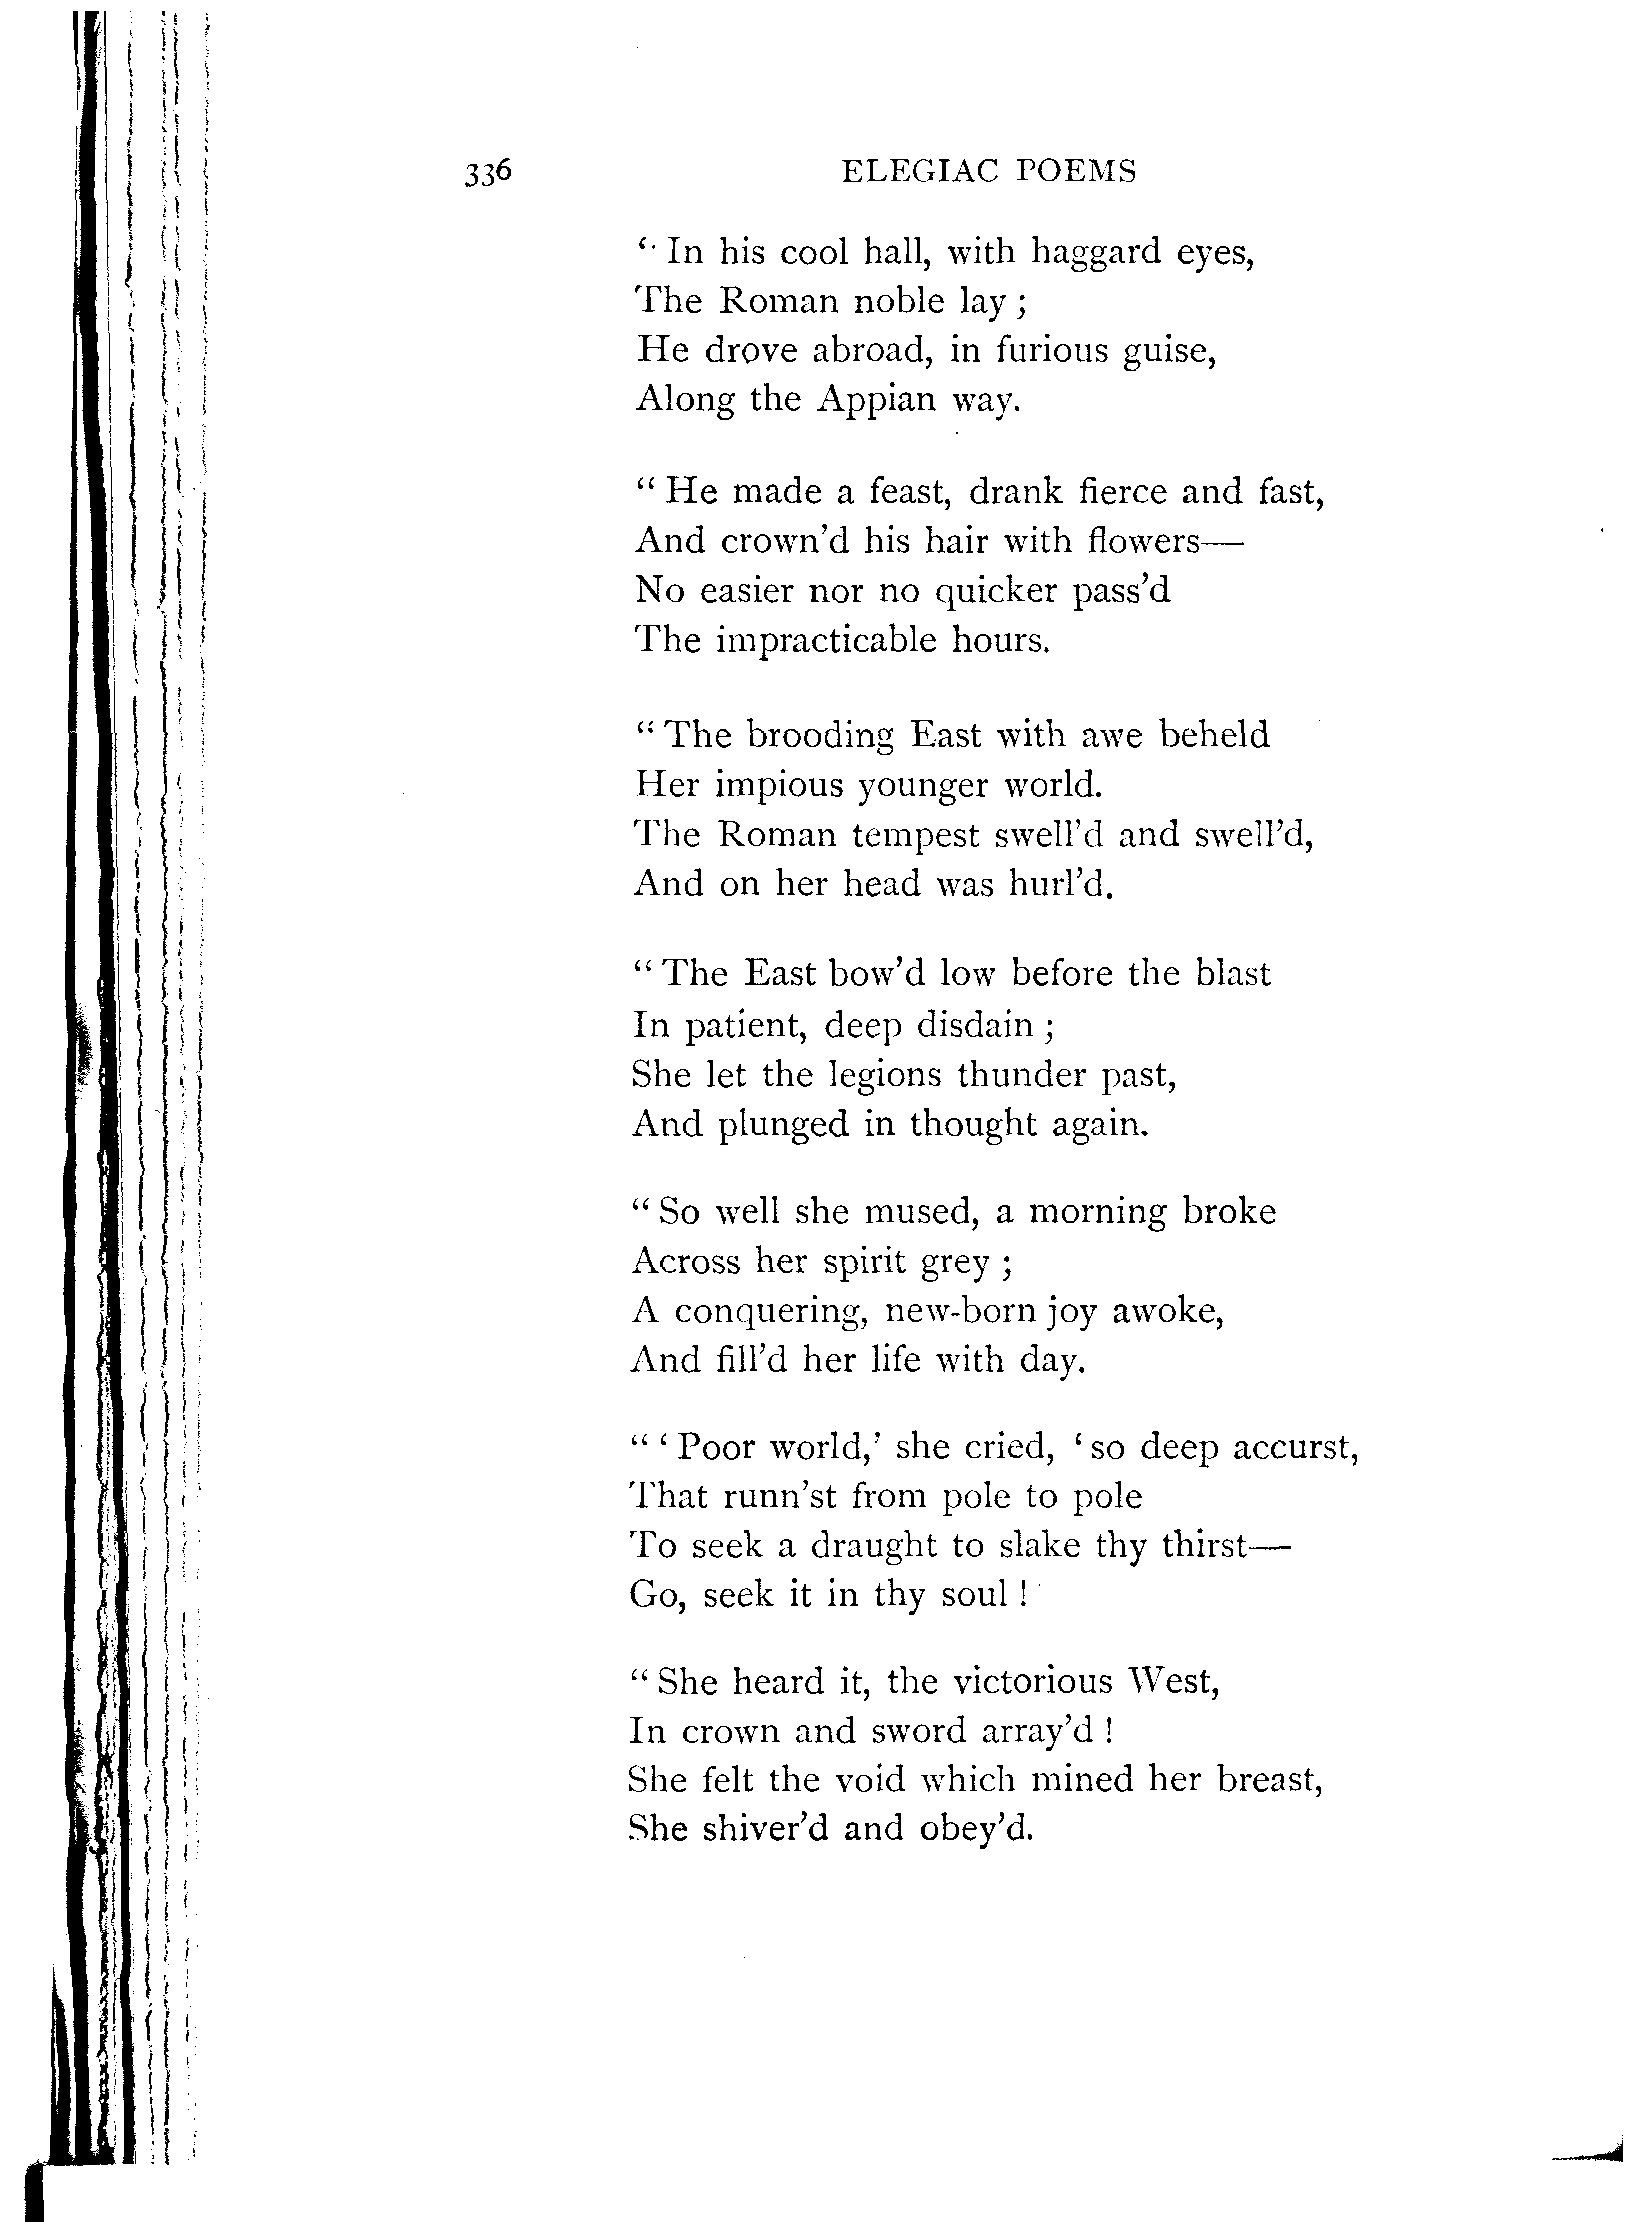 336 ELEGIAC POEMS
“ In his cool hall, with haggard eyes,
The Roman noble lay ;
He drove abroad, in furious guise,
Along the Appian way.
“ He made a feast, drank fierce and fast,
And crown’d his hair with flowers—
No easier nor no quicker pass’d
The impracticable hours.
“ The brooding East with awe beheld
Her impious younger world.
The Roman tempest swell’d and swell’d,
And on her head was hurl’d.
“ The East bow’d low before the blast
In patient, deep disdain ;
She let the legions thunder past,
And plunged in thought again.
“ So well she mused, a morning broke
Across her spirit grey ;
A conquering, new-born joy awoke,
And fill’d her life with day.
“ ‘ Poor world,’ she cried, ‘ so deep accurst,
That runn’st from pole to pole
To seek a draught to slake thy thirst—
Go, seek it in thy soul !
“ She heard it, the victorious West,
In crown and sword array’d !
She felt the void which mined her breast,
She shiver’d and obey’d.